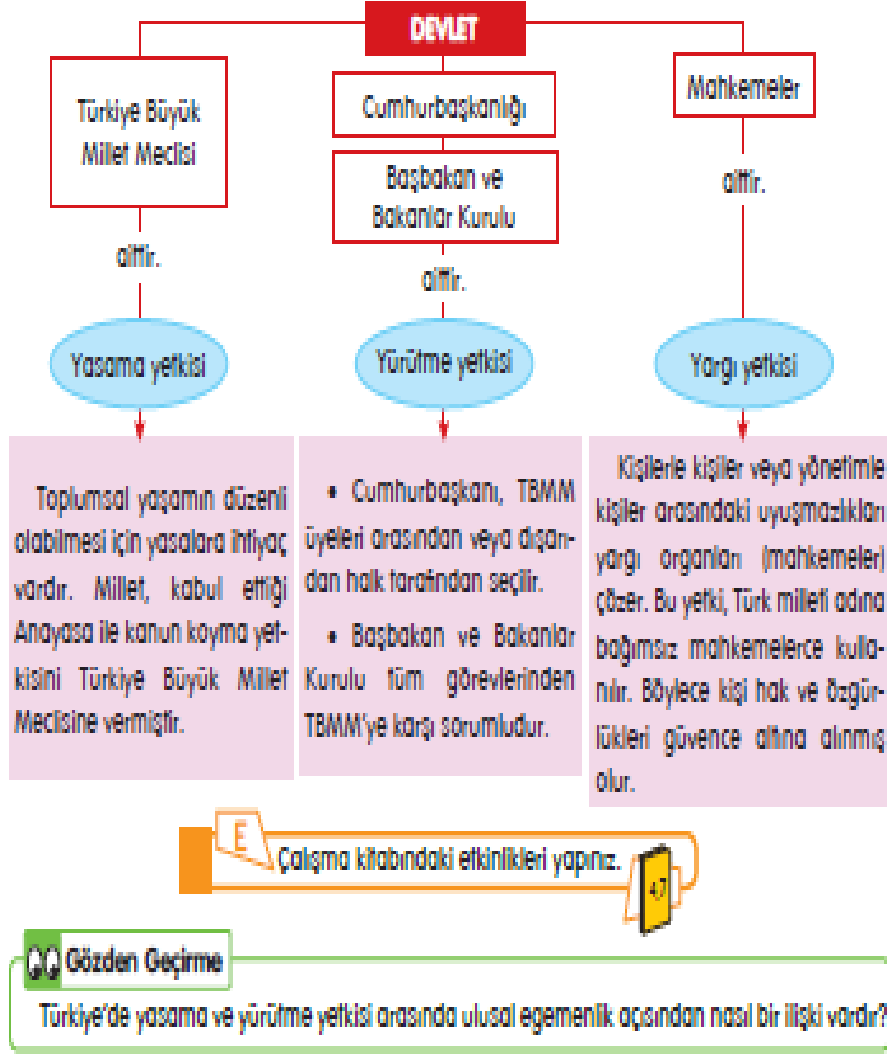 DEVLET
Türkiye Büyük
Millet Meclisi
aittir.
Yasama yetkisi
Toplumsal yaşamın düzenli
olabilmesi için yasalara ihtiyaç
vardır. Millet, kabul ettiği
Anayasa ile kanun koyma yet-
kisini Türkiye Büyük Millet
Meclisine vermiştir.
Cumhurbaşkanlığı
Başbakan ve
Bakanlar Kurulu
aittir.
Yürütme yetkisi
• Cumhurbaşkanı, TBMM
üyeleri arasından veya dışarı-
dan halk tarafından seçilir.
• Başbakan ve Bakanlar
Kurulu tüm görevlerinden
TBMM'ye karşı sorumludur.
Mahkemeler
aittir.
Yargı yetkisi
Kişilerle kişiler veya yönetimle
kişiler arasındaki uyuşmazlıkları
yargı organları (mahkemeler)
çözer. Bu yetki, Türk milleti adına
bağımsız mahkemelerce kulla-
nılır. Böylece kişi hak ve özgür-
lükleri güvence altına alınmış
olur.
E
Çalışma kitabındaki etkinlikleri yapınız.
4.7
Gözden Geçirme
Türkiye'de yasama ve yürütme yetkisi arasında ulusal egemenlik açısından nasıl bir ilişki vardır?